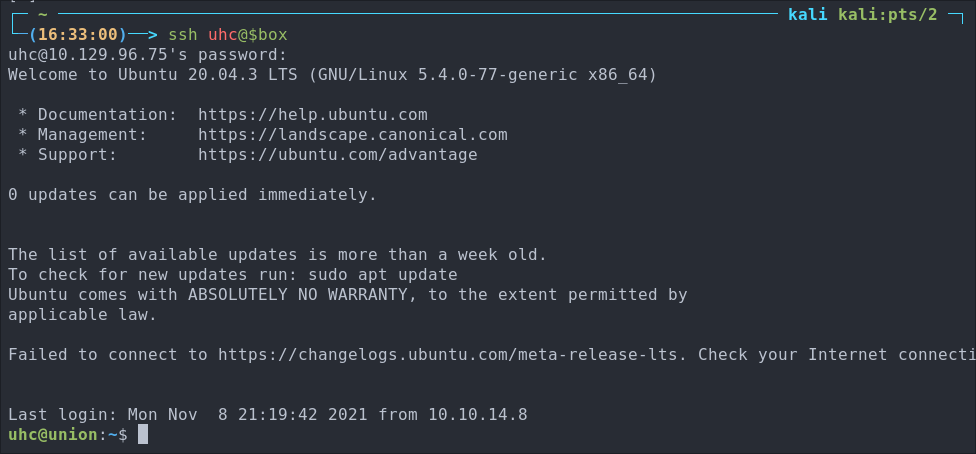 ~ kali kali:pts/2
(16:33:00)──> ssh uhc@$box
uhc@10.129.96.75's password:
Welcome to Ubuntu 20.04.3 LTS (GNU/Linux 5.4.0-77-generic x86_64)
* Documentation:  https://help.ubuntu.com
* Management:     https://landscape.canonical.com
* Support:        https://ubuntu.com/advantage
0 updates can be applied immediately.
The list of available updates is more than a week old.
To check for new updates run: sudo apt update
Ubuntu comes with ABSOLUTELY NO WARRANTY, to the extent permitted by
applicable law.
Failed to connect to https://changelogs.ubuntu.com/meta-release-lts. Check your Internet connecti
Last login: Mon Nov  8 21:19:42 2021 from 10.10.14.8
uhc@union:~$